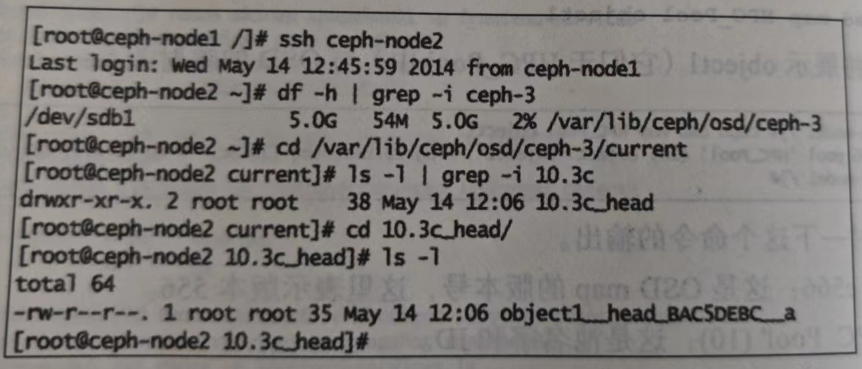 [root@ceph-node1 /]# ssh ceph-node2
Last login: Wed May 14 12:45:59 2014 from ceph-node1
[root@ceph-node2 ~]# df -h | grep -i ceph-3
/dev/sdb1 5.0G 54M 5.0G 2% /var/lib/ceph/osd/ceph-3
[root@ceph-node2 ~]# cd /var/lib/ceph/osd/ceph-3/current
[root@ceph-node2 current]# ls -l | grep -i 10.3c
drwxr-xr-x. 2 root root 38 May 14 12:06 10.3c_head
[root@ceph-node2 current]# cd 10.3c_head/
[root@ceph-node2 10.3c_head]# ls -l
total 64
-rw-r--r--. 1 root root 35 May 14 12:06 object1__head_BAC5DEBC__a
[root@ceph-node2 10.3c_head]#